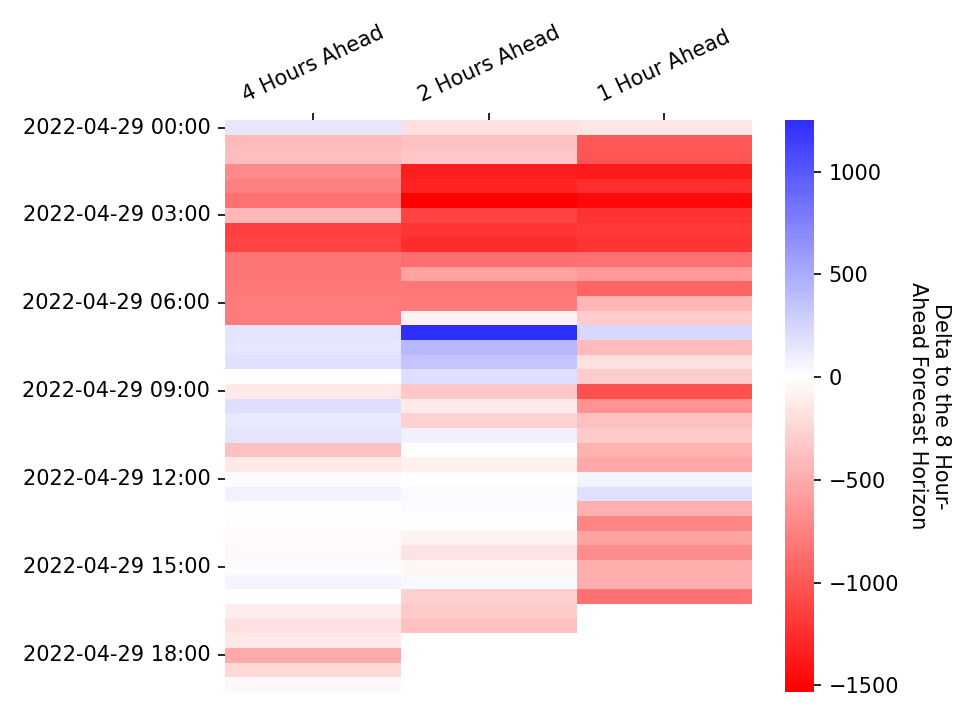 4 Hours Ahead
2 Hours Ahead
1 Hour Ahead
2022-04-29 00:00
2022-04-29 03:00
2022-04-29 06:00
2022-04-29 09:00
2022-04-29 12:00
2022-04-29 15:00
2022-04-29 18:00
1000
500
0
−500
−1000
−1500
Delta to the 8 Hour-
Ahead Forecast Horizon